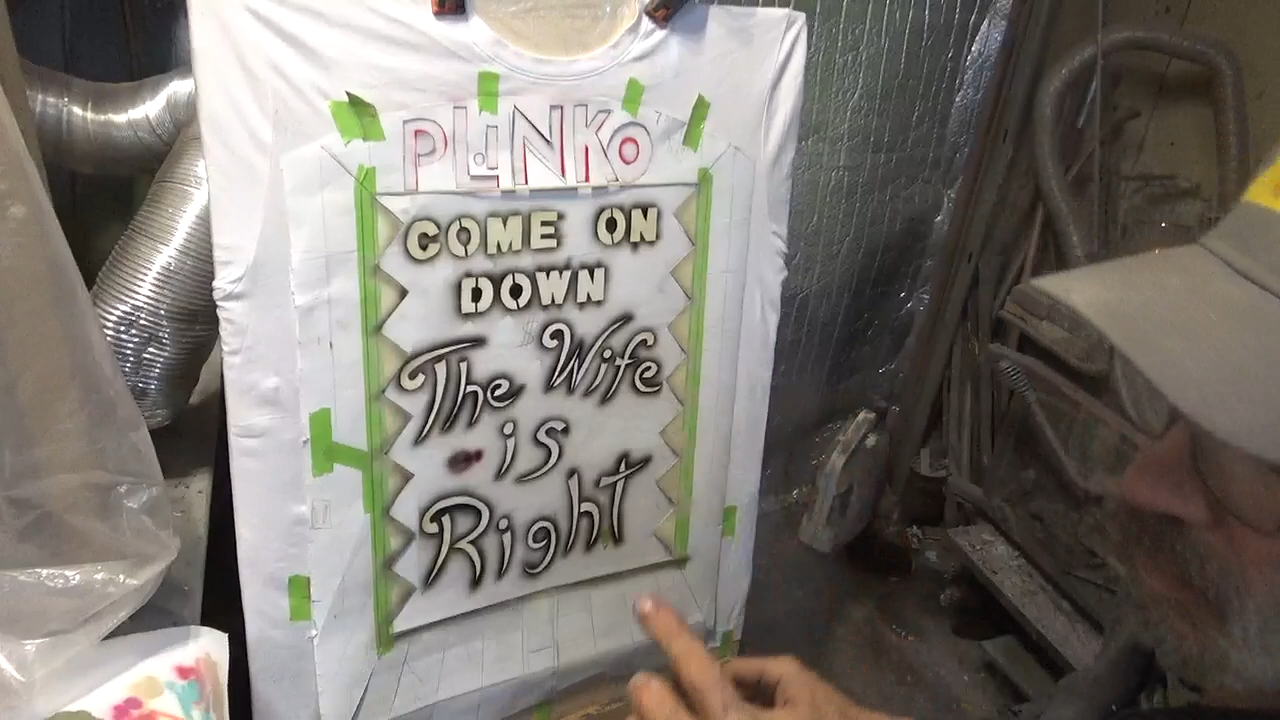 PLiNKO
COME ON
DOWN
The Wife
is
Right